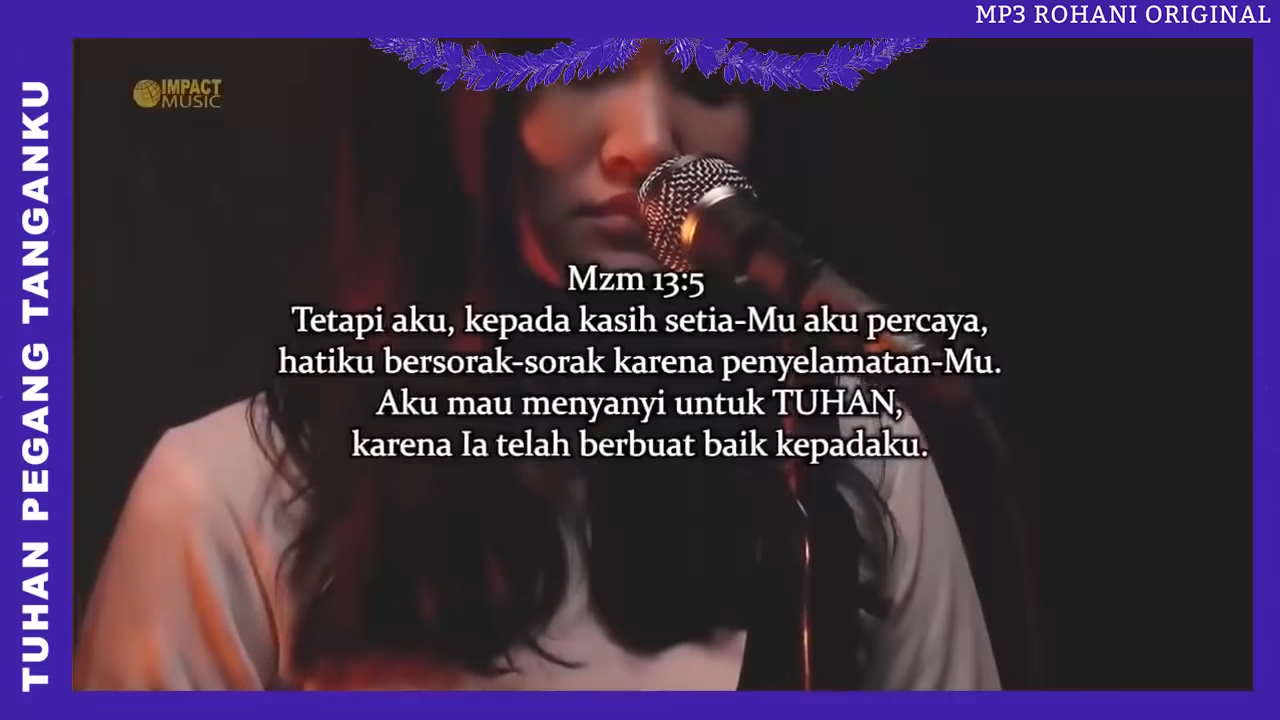 MP3 ROHANI ORIGINAL
IMPACT
MUSIC
TUHAN PEGANG TANGANKU
Mzm 13:5
Tetapi aku, kepada kasih setia-Mu aku percaya,
hatiku bersorak-sorak karena penyelamatan-Mu.
Aku mau menyanyi untuk TUHAN,
karena Ia telah berbuat baik kepadaku.